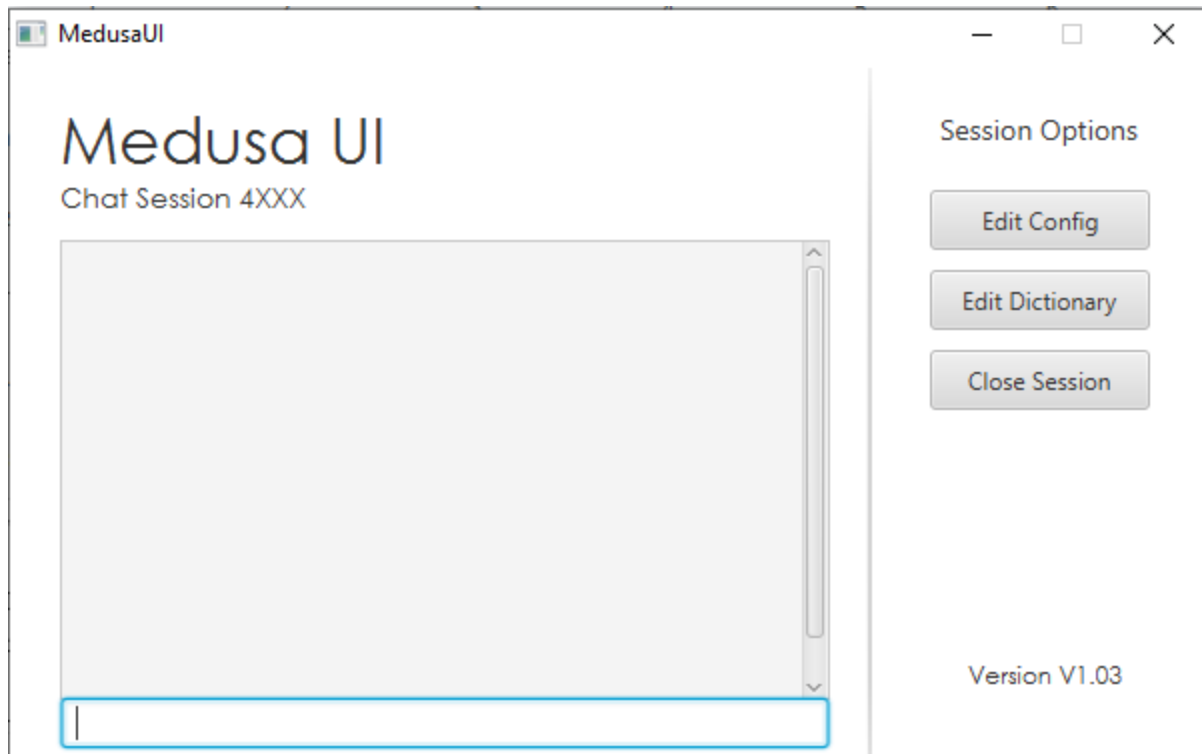 MedusaUI
Medusa UI
Chat Session 4XXX
Session Options
Edit Config
Edit Dictionary
Close Session
Version V1.03